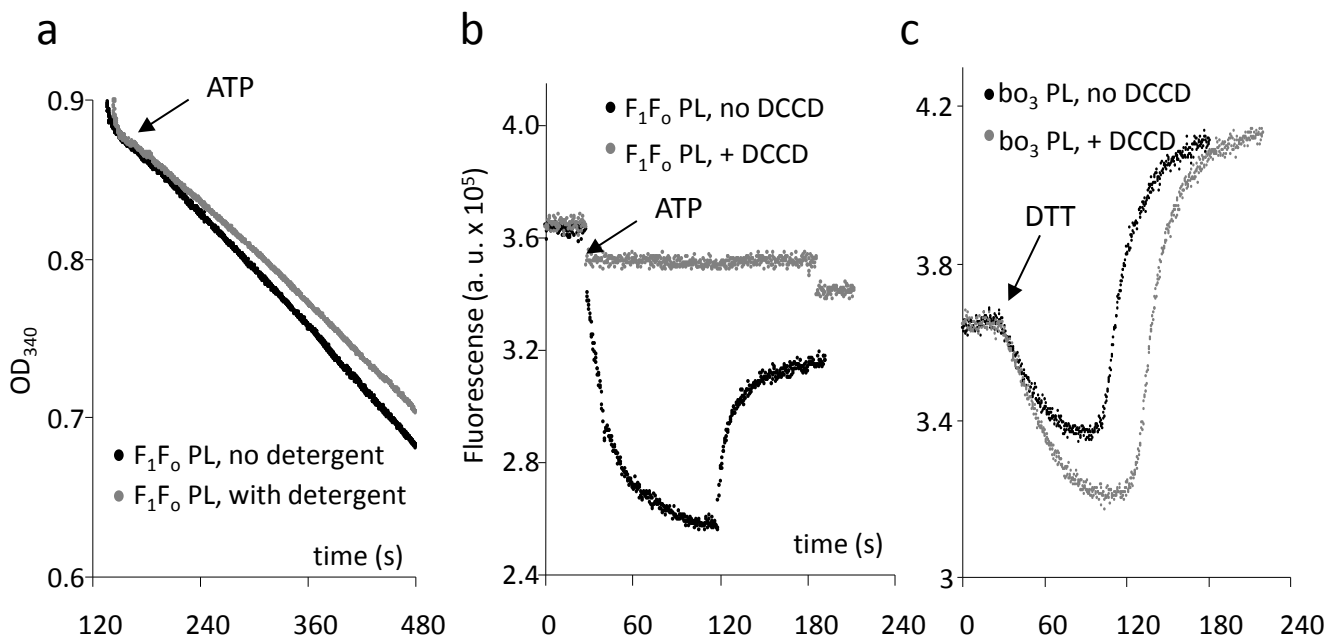 a
ATP
0.9
0.8
0.7
0.6
OD₃₄₀
F₁Fₒ PL, no detergent
F₁Fₒ PL, with detergent
time (s)
120 240 360 480
b
F₁Fₒ PL, no DCCD
F₁Fₒ PL, + DCCD
ATP
4.0
3.6
3.2
2.8
2.4
Fluorescense (a. u. x 10⁵)
time (s)
0 60 120 180 240
c
bo₃ PL, no DCCD
bo₃ PL, + DCCD
DTT
4.2
3.8
3.4
3
0 60 120 180 240